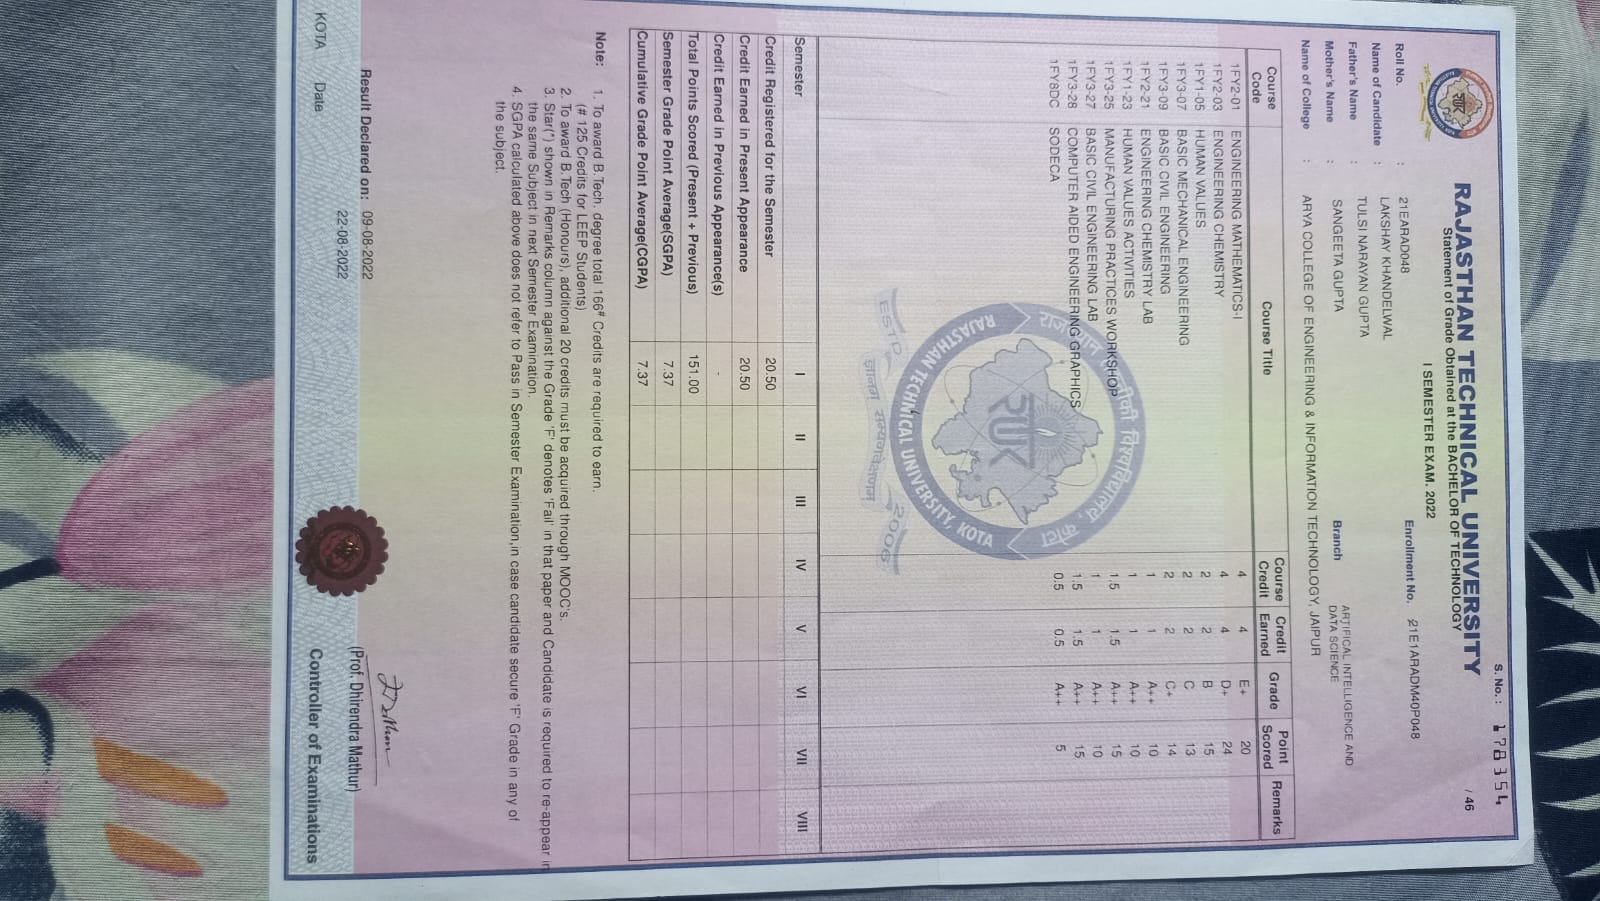 S. No. : 178354
RAJASTHAN TECHNICAL UNIVERSITY
/ 46
Statement of Grade Obtained at the BACHELOR OF TECHNOLOGY
I SEMESTER EXAM. 2022
Roll No. : 21EARAD048 Enrollment No. 21E1ARADM40P048
Name of Candidate : LAKSHAY KHANDELWAL
Father's Name : TULSI NARAYAN GUPTA
Mother's Name : SANGEETA GUPTA Branch ARTIFICAL INTELLIGENCE AND
DATA SCIENCE
Name of College : ARYA COLLEGE OF ENGINEERING & INFORMATION TECHNOLOGY, JAIPUR
Course Code Course Title Course Credit Credit Earned Grade Point Scored Remarks
1FY2-01 ENGINEERING MATHEMATICS-I 4 4 E+ 20
1FY2-03 ENGINEERING CHEMISTRY 4 4 D+ 24
1FY1-05 HUMAN VALUES 2 2 B 15
1FY3-07 BASIC MECHANICAL ENGINEERING 2 2 C 13
1FY3-09 BASIC CIVIL ENGINEERING 2 2 C+ 14
1FY2-21 ENGINEERING CHEMISTRY LAB 1 1 A++ 10
1FY1-23 HUMAN VALUES ACTIVITIES 1 1 A++ 10
1FY3-25 MANUFACTURING PRACTICES WORKSHOP 1.5 1.5 A++ 15
1FY3-27 BASIC CIVIL ENGINEERING LAB 1 1 A++ 10
1FY3-28 COMPUTER AIDED ENGINEERING GRAPHICS 1.5 1.5 A++ 15
1FY8DC SODECA 0.5 0.5 A++ 5
राजस्थान तकनीकी विश्वविद्यालय, कोटा
RAJASTHAN TECHNICAL UNIVERSITY, KOTA
ESTD 2006
Semester I II III IV V VI VII VIII
Credit Registered for the Semester 20.50
Credit Earned in Present Appearance 20.50
Credit Earned in Previous Appearance(s) -
Total Points Scored (Present + Previous) 151.00
Semester Grade Point Average(SGPA) 7.37
Cumulative Grade Point Average(CGPA) 7.37
Note: 1. To award B.Tech. degree total 166# Credits are required to earn.
(# 125 Credits for LEEP Students)
2. To award B.Tech (Honours), additional 20 credits must be acquired through MOOC's.
3. Star(*) shown in Remarks column against the Grade 'F' denotes 'Fail' in that paper and Candidate is required to re-appear in
the same Subject in next Semester Examination.
4. SGPA calculated above does not refer to Pass in Semester Examination,in case candidate secure 'F' Grade in any of
the subject.
Result Declared on: 09-08-2022
(Prof. Dhirendra Mathur)
22-08-2022
KOTA Date
Controller of Examinations